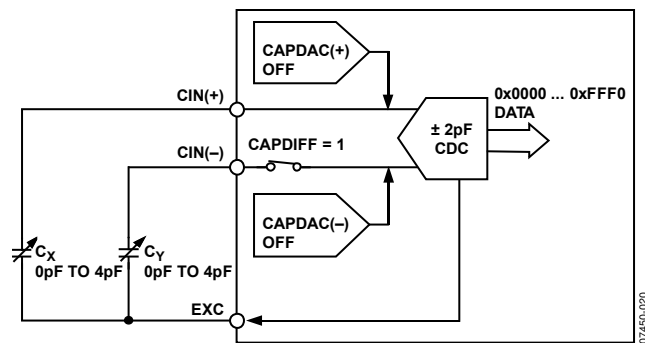 CAPDAC(+)
OFF
CIN(+)
0x0000 ... 0xFFF0
DATA
± 2pF
CDC
CIN(–)
CAPDIFF = 1
CAPDAC(–)
OFF
CX
0pF TO 4pF
CY
0pF TO 4pF
EXC
07450-020